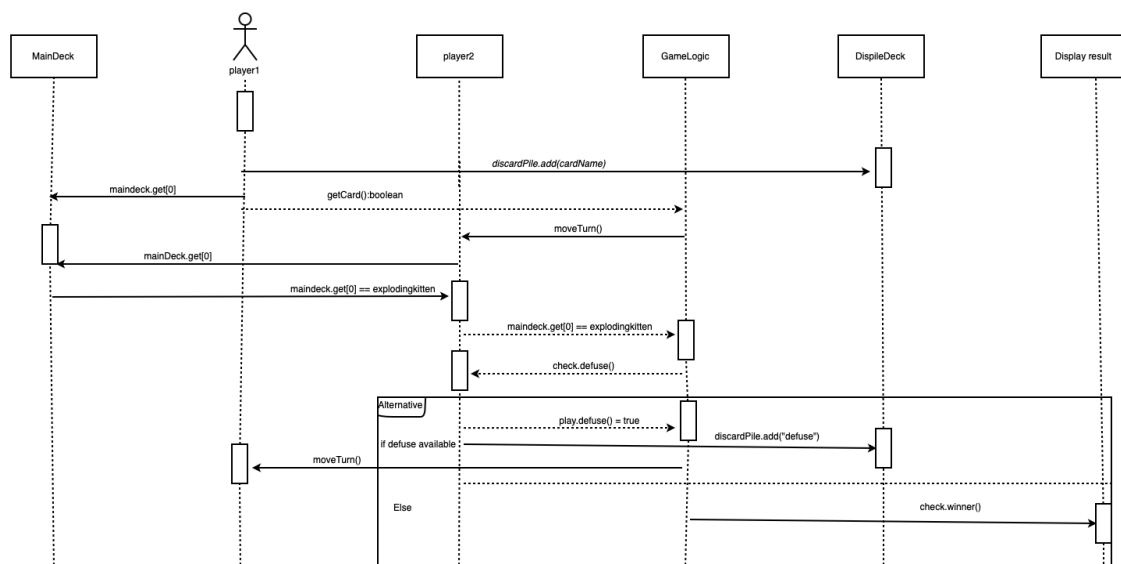 MainDeck
player1
player2
GameLogic
DispileDeck
Display result
discardPile.add(cardName)
maindeck.get[0]
getCard():boolean
moveTurn()
mainDeck.get[0]
maindeck.get[0] == explodingkitten
maindeck.get[0] == explodingkitten
check.defuse()
Alternative
play.defuse() = true
if defuse available
discardPile.add("defuse")
moveTurn()
Else
check.winner()